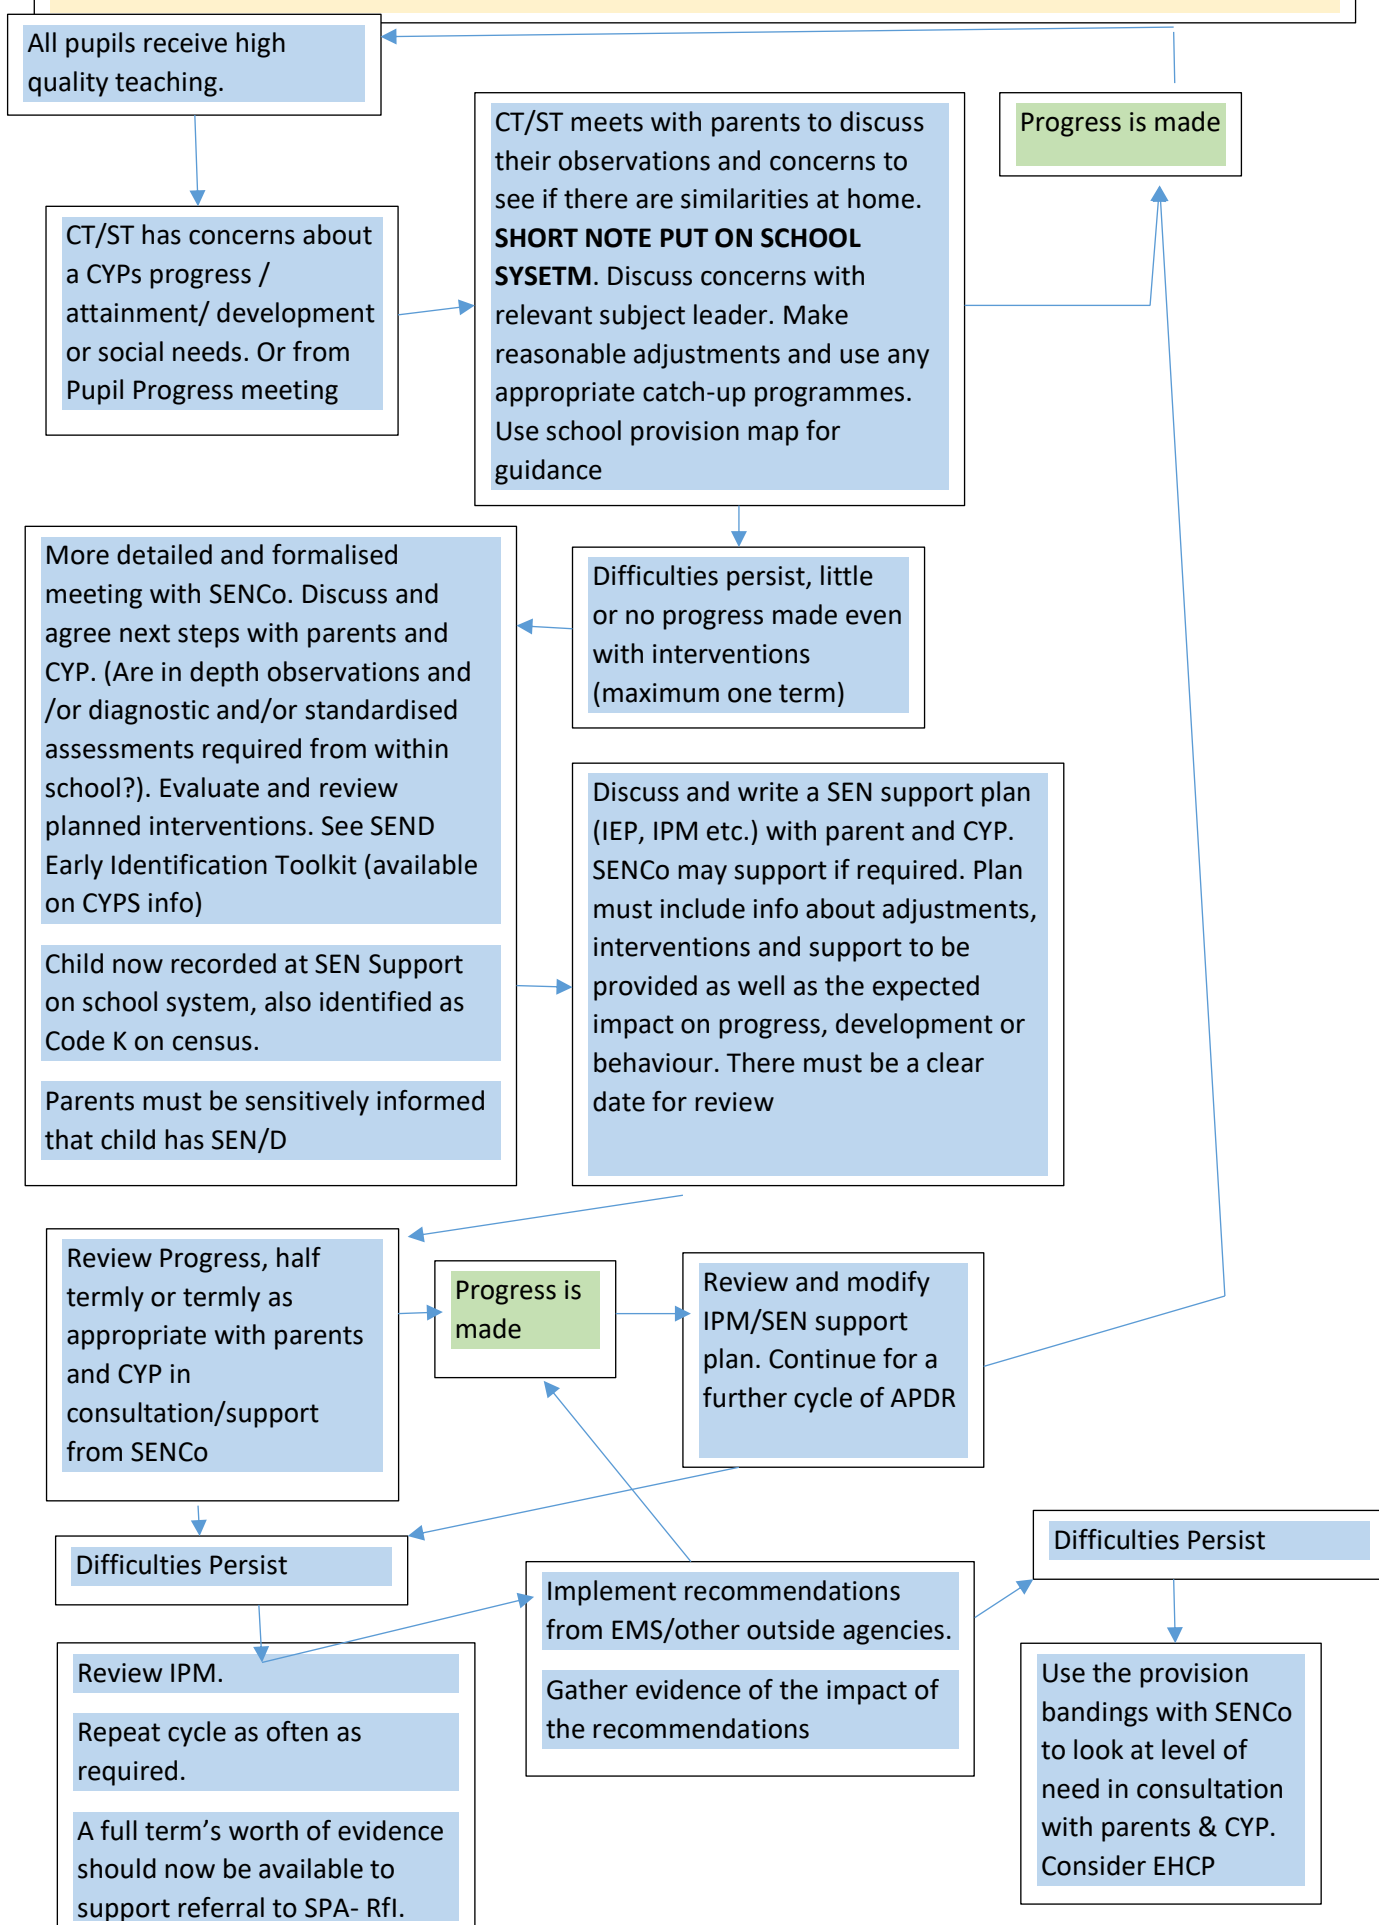 All pupils receive high
quality teaching.
Progress is made
CT/ST meets with parents to discuss
their observations and concerns to
see if there are similarities at home.
SHORT NOTE PUT ON SCHOOL
SYSETM. Discuss concerns with
relevant subject leader. Make
reasonable adjustments and use any
appropriate catch-up programmes.
Use school provision map for
guidance
CT/ST has concerns about
a CYPs progress /
attainment/ development
or social needs. Or from
Pupil Progress meeting
More detailed and formalised
meeting with SENCo. Discuss and
agree next steps with parents and
CYP. (Are in depth observations and
/or diagnostic and/or standardised
assessments required from within
school?). Evaluate and review
planned interventions. See SEND
Early Identification Toolkit (available
on CYPS info)
Child now recorded at SEN Support
on school system, also identified as
Code K on census.
Parents must be sensitively informed
that child has SEN/D
Difficulties persist, little
or no progress made even
with interventions
(maximum one term)
Discuss and write a SEN support plan
(IEP, IPM etc.) with parent and CYP.
SENCo may support if required. Plan
must include info about adjustments,
interventions and support to be
provided as well as the expected
impact on progress, development or
behaviour. There must be a clear
date for review
Review Progress, half
termly or termly as
appropriate with parents
and CYP in
consultation/support
from SENCo
Progress is
made
Review and modify
IPM/SEN support
plan. Continue for a
further cycle of APDR
Difficulties Persist
Difficulties Persist
Implement recommendations
from EMS/other outside agencies.
Gather evidence of the impact of
the recommendations
Review IPM.
Repeat cycle as often as
required.
A full term’s worth of evidence
should now be available to
support referral to SPA- RfI.
Use the provision
bandings with SENCo
to look at level of
need in consultation
with parents & CYP.
Consider EHCP